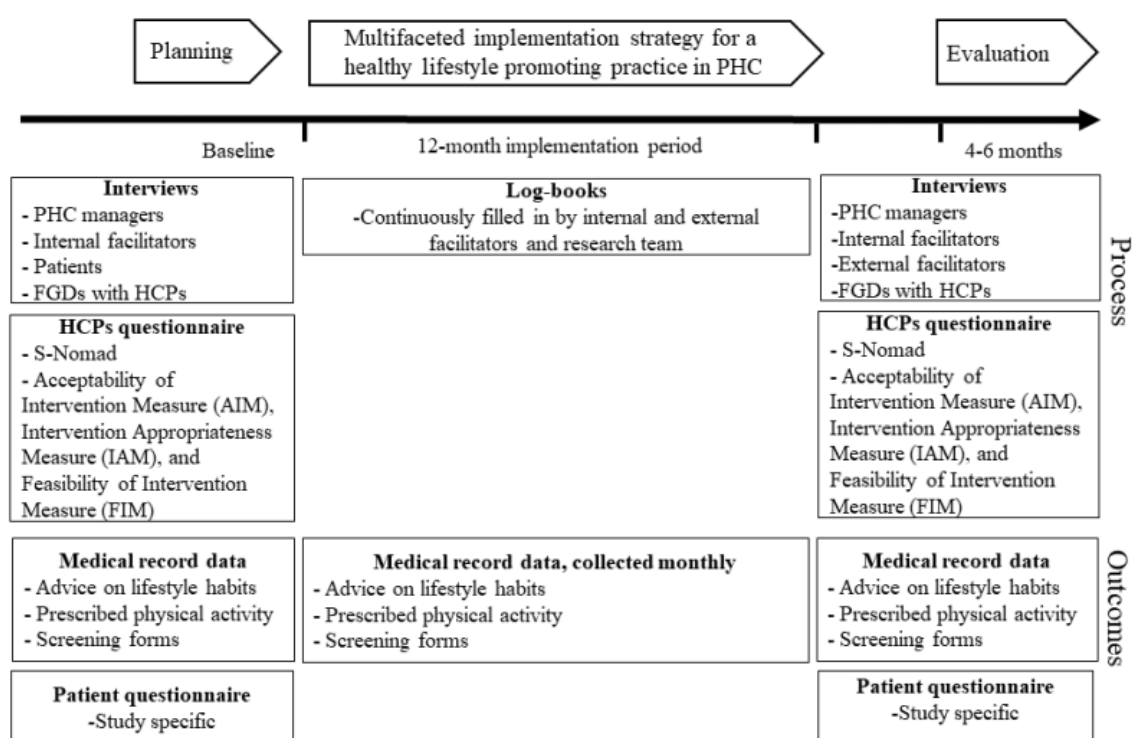 Planning
Multifaceted implementation strategy for a
healthy lifestyle promoting practice in PHC
Evaluation
Baseline
12-month implementation period
4-6 months
Interviews
- PHC managers
- Internal facilitators
- Patients
- FGDs with HCPs
Log-books
-Continuously filled in by internal and external
facilitators and research team
Interviews
-PHC managers
-Internal facilitators
-External facilitators
-FGDs with HCPs
Process
HCPs questionnaire
- S-Nomad
- Acceptability of
Intervention Measure (AIM),
Intervention Appropriateness
Measure (IAM), and
Feasibility of Intervention
Measure (FIM)
HCPs questionnaire
- S-Nomad
- Acceptability of
Intervention Measure (AIM),
Intervention Appropriateness
Measure (IAM), and
Feasibility of Intervention
Measure (FIM)
Medical record data
- Advice on lifestyle habits
- Prescribed physical activity
- Screening forms
Medical record data, collected monthly
- Advice on lifestyle habits
- Prescribed physical activity
- Screening forms
Medical record data
- Advice on lifestyle habits
- Prescribed physical activity
- Screening forms
Outcomes
Patient questionnaire
-Study specific
Patient questionnaire
-Study specific